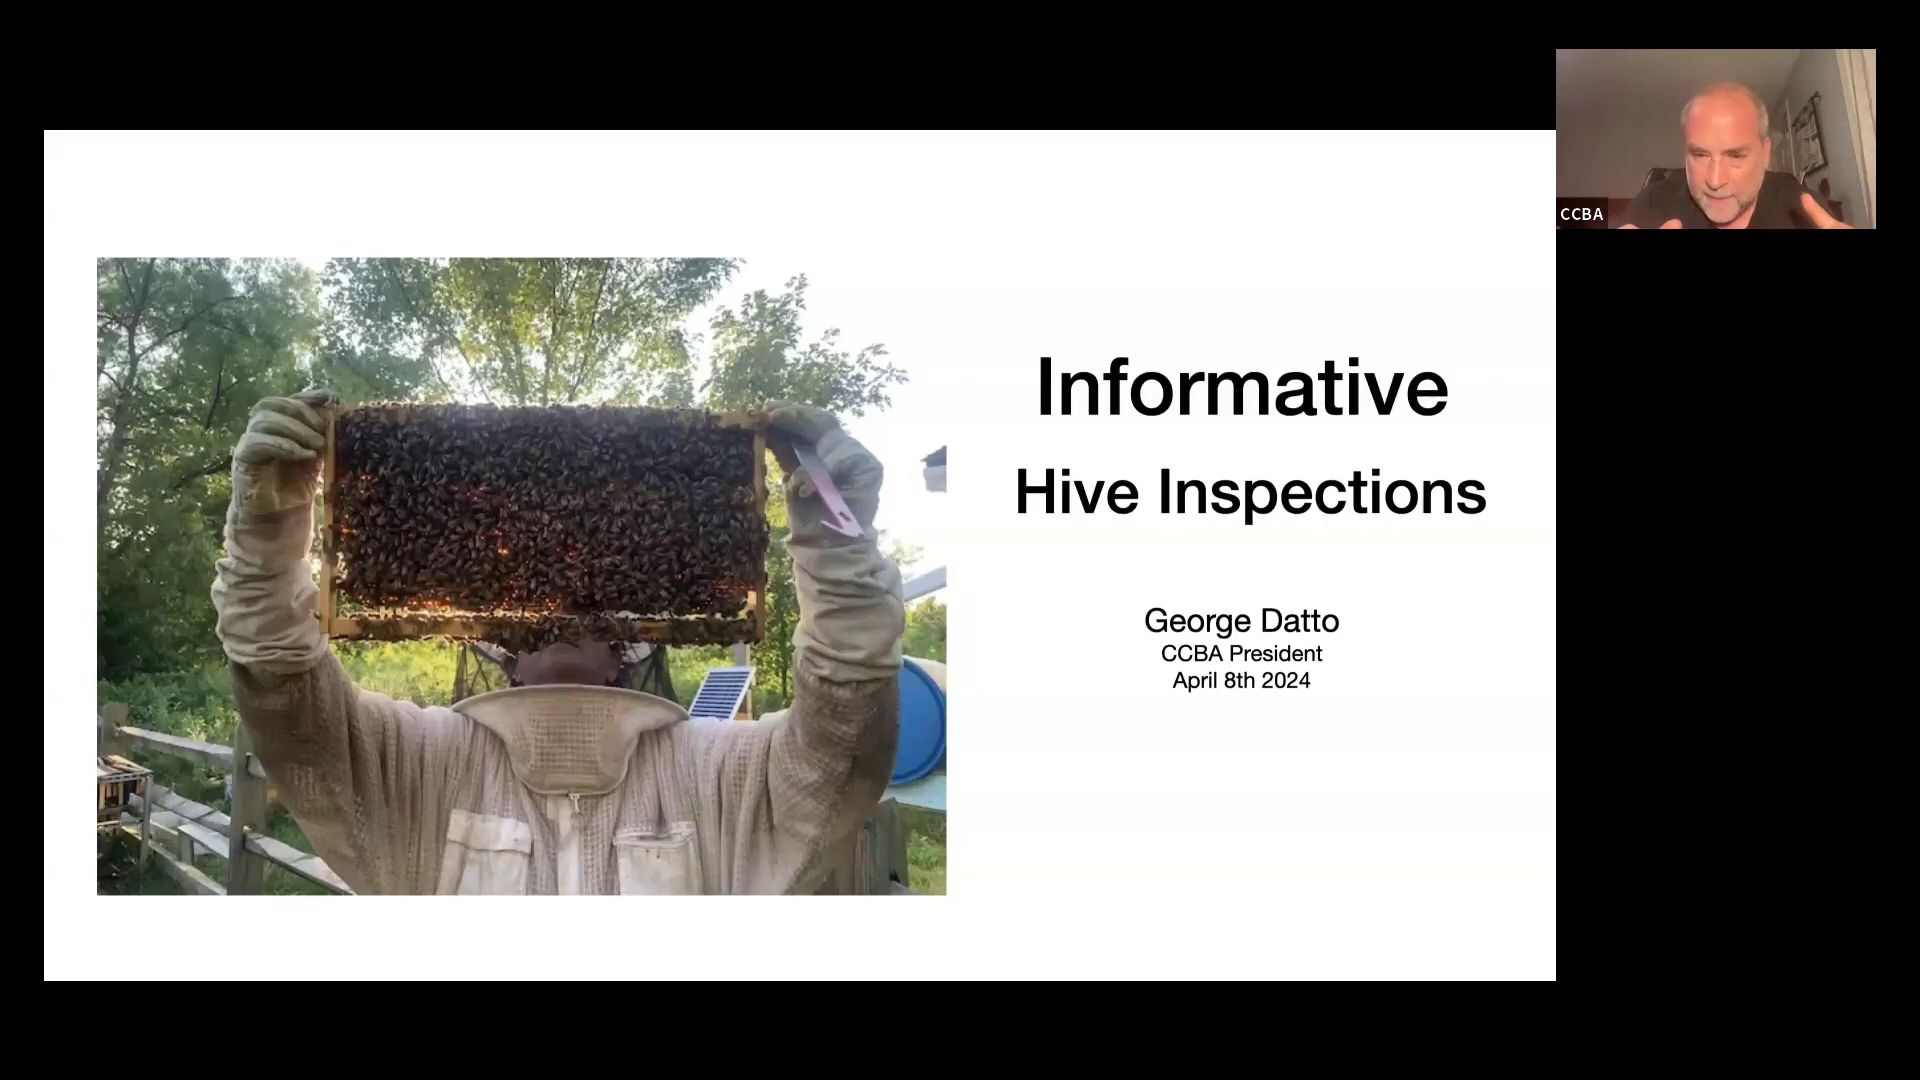 Informative
Hive Inspections
George Datto
CCBA President
April 8th 2024
CCBA